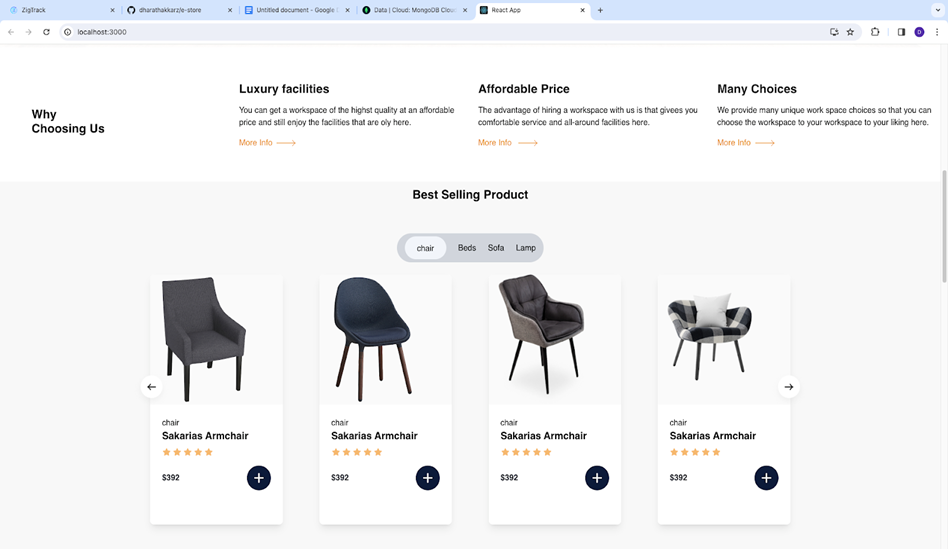 ZigTrack
dharathakkarz/e-store
Untitled document - Google
Data | Cloud: MongoDB Cloud
React App
localhost:3000
D
Why
Choosing Us
Luxury facilities
You can get a workspace of the highst quality at an affordable
price and still enjoy the facilities that are oly here.
More Info
Affordable Price
The advantage of hiring a workspace with us is that givees you
comfortable service and all-around facilities here.
More Info
Many Choices
We provide many unique work space choices so that you can
choose the workspace to your workspace to your liking here.
More Info
Best Selling Product
chair Beds Sofa Lamp
chair
Sakarias Armchair
$392
chair
Sakarias Armchair
$392
chair
Sakarias Armchair
$392
chair
Sakarias Armchair
$392